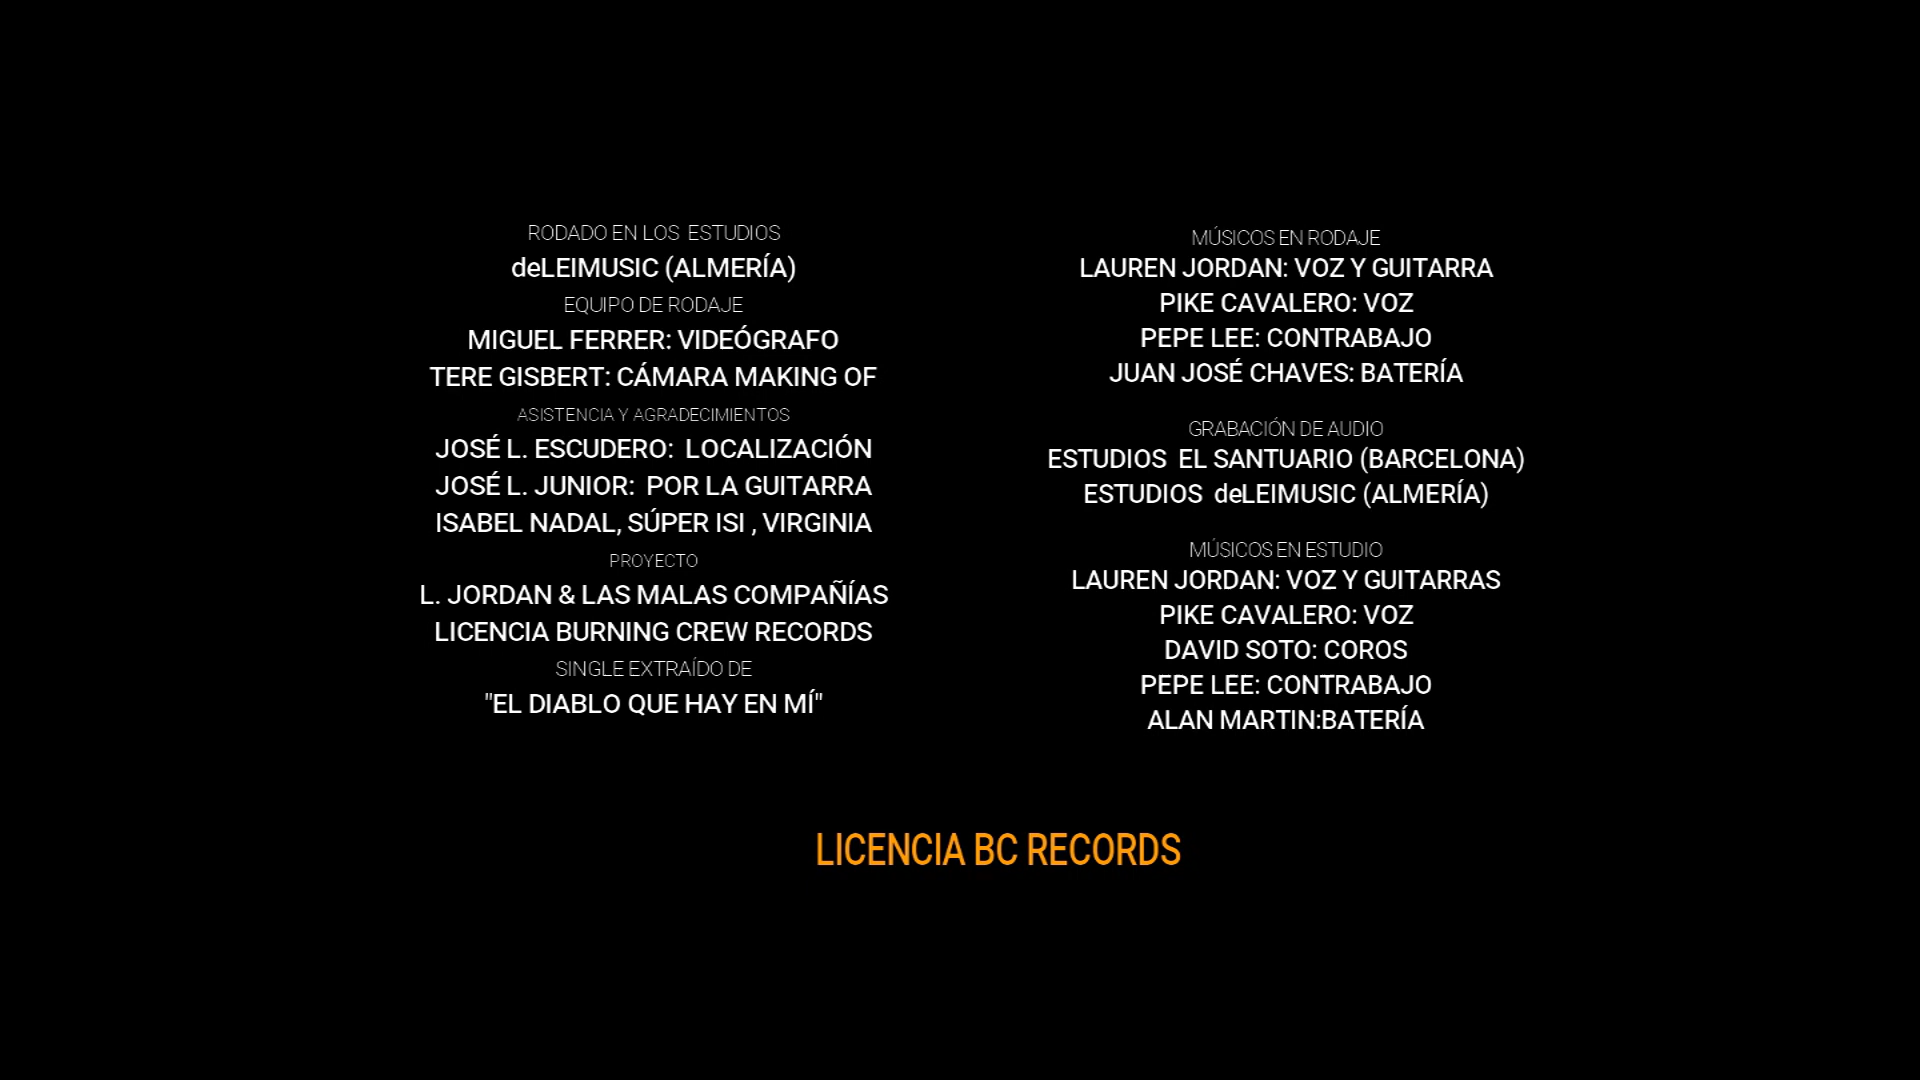 RODADO EN LOS ESTUDIOS
deLEIMUSIC (ALMERÍA)
EQUIPO DE RODAJE
MIGUEL FERRER: VIDEÓGRAFO
TERE GISBERT: CÁMARA MAKING OF
ASISTENCIA Y AGRADECIMIENTOS
JOSÉ L. ESCUDERO: LOCALIZACIÓN
JOSÉ L. JUNIOR: POR LA GUITARRA
ISABEL NADAL, SÚPER ISI , VIRGINIA
PROYECTO
L. JORDAN & LAS MALAS COMPAÑÍAS
LICENCIA BURNING CREW RECORDS
SINGLE EXTRAÍDO DE
"EL DIABLO QUE HAY EN MÍ"
MÚSICOS EN RODAJE
LAUREN JORDAN: VOZ Y GUITARRA
PIKE CAVALERO: VOZ
PEPE LEE: CONTRABAJO
JUAN JOSÉ CHAVES: BATERÍA
GRABACIÓN DE AUDIO
ESTUDIOS EL SANTUARIO (BARCELONA)
ESTUDIOS deLEIMUSIC (ALMERÍA)
MÚSICOS EN ESTUDIO
LAUREN JORDAN: VOZ Y GUITARRAS
PIKE CAVALERO: VOZ
DAVID SOTO: COROS
PEPE LEE: CONTRABAJO
ALAN MARTIN:BATERÍA
LICENCIA BC RECORDS